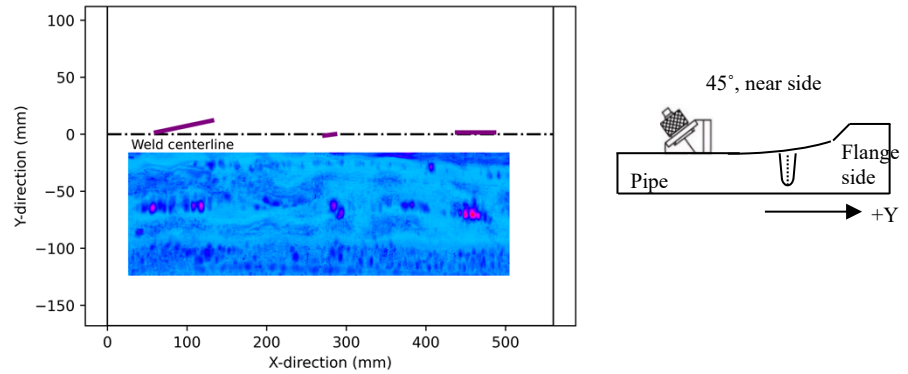 100
50
0
−50
−100
−150
Y-direction (mm)
Weld centerline
0
100
200
300
400
500
X-direction (mm)
45˚, near side
Flange
side
Pipe
+Y